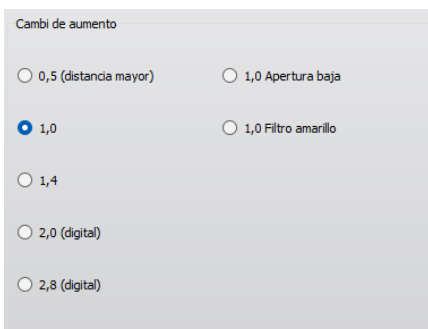 Cambi de aumento
0,5 (distancia mayor)
1,0 Apertura baja
1,0
1,0 Filtro amarillo
1,4
2,0 (digital)
2,8 (digital)